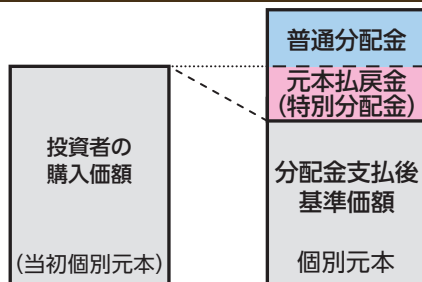 投資者の
購入価額
(当初個別元本)
普通分配金
元本払戻金
(特別分配金)
分配金支払後
基準価額
個別元本